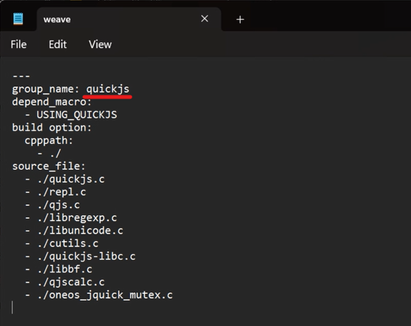 weave
File Edit View
---
group_name: quickjs
depend_macro:
  - USING_QUICKJS
build option:
  cpppath:
    - ./
source_file:
  - ./quickjs.c
  - ./repl.c
  - ./qjs.c
  - ./libregexp.c
  - ./libunicode.c
  - ./cutils.c
  - ./quickjs-libc.c
  - ./libbf.c
  - ./qjscalc.c
  - ./oneos_jquick_mutex.c